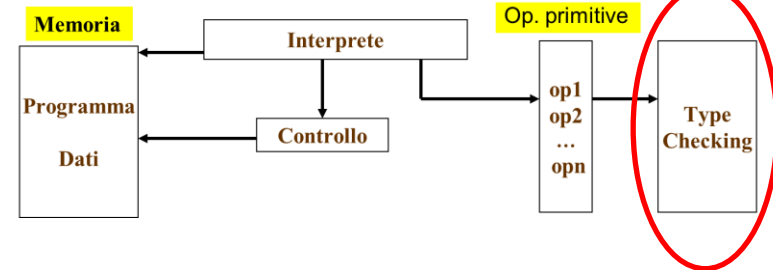 Memoria
Interprete
Op. primitive
Programma
Dati
Controllo
op1
op2
...
opn
Type
Checking